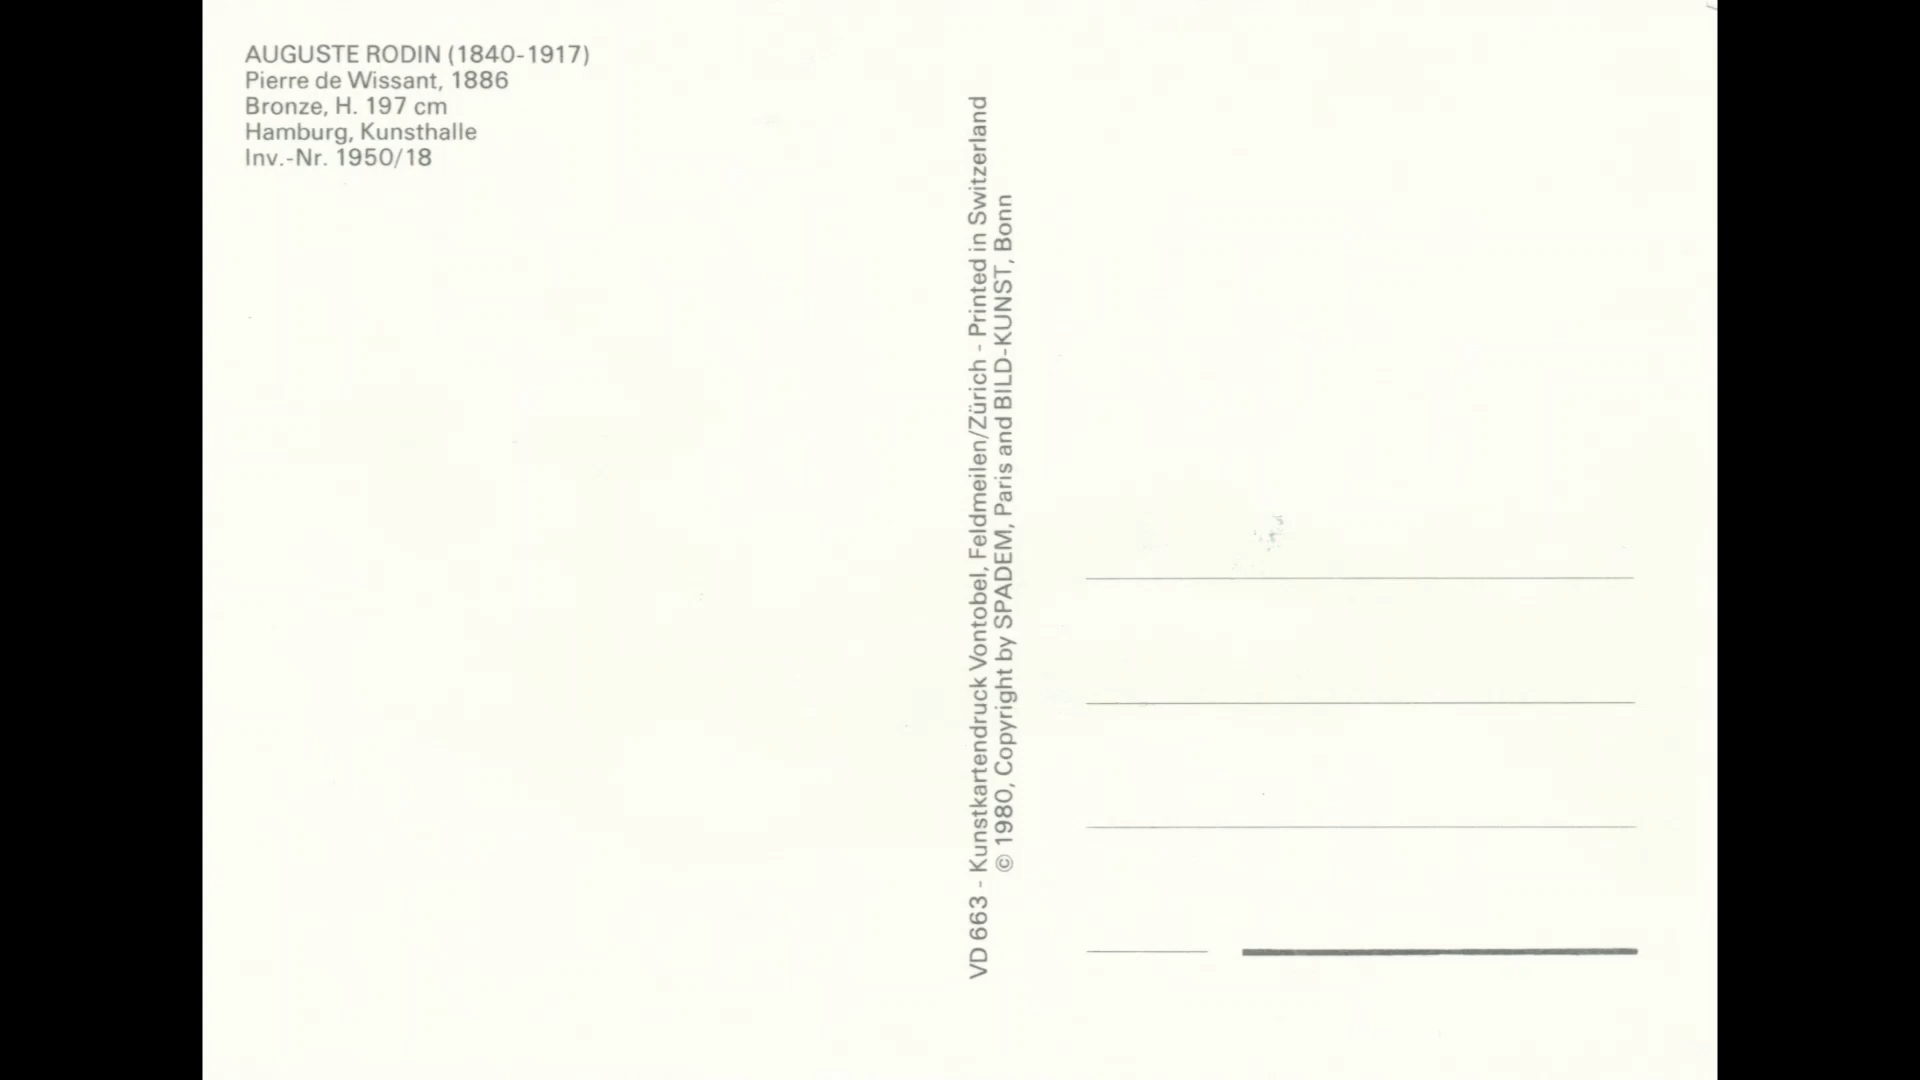 AUGUSTE RODIN (1840-1917)
Pierre de Wissant, 1886
Bronze, H. 197 cm
Hamburg, Kunsthalle
Inv.-Nr. 1950/18
VD 663 - Kunstkartendruck Vontobel, Feldmeilen/Zürich - Printed in Switzerland
© 1980, Copyright by SPADEM, Paris and BILD-KUNST, Bonn